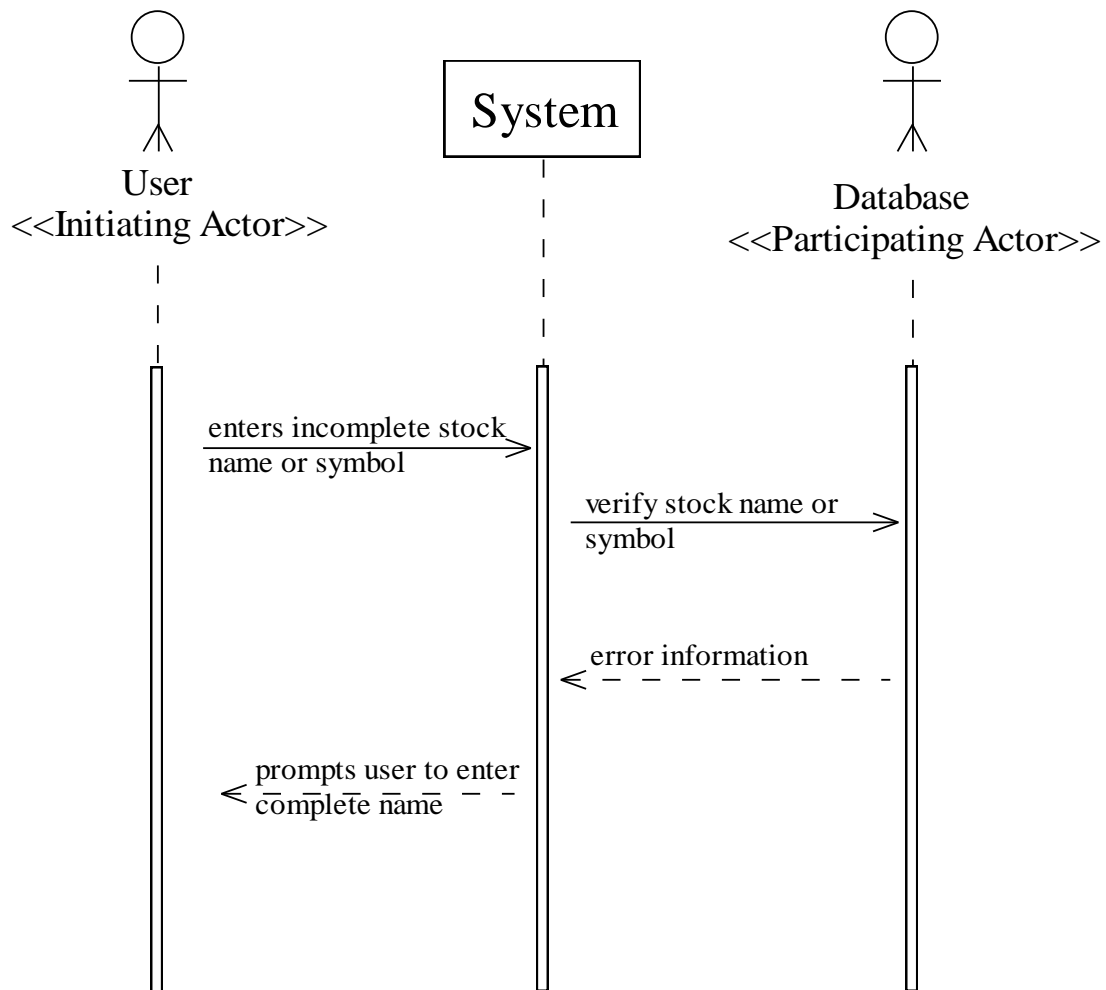 System
User
<<Initiating Actor>>
Database
<<Participating Actor>>
enters incomplete stock
name or symbol
verify stock name or
symbol
error information
prompts user to enter
complete name